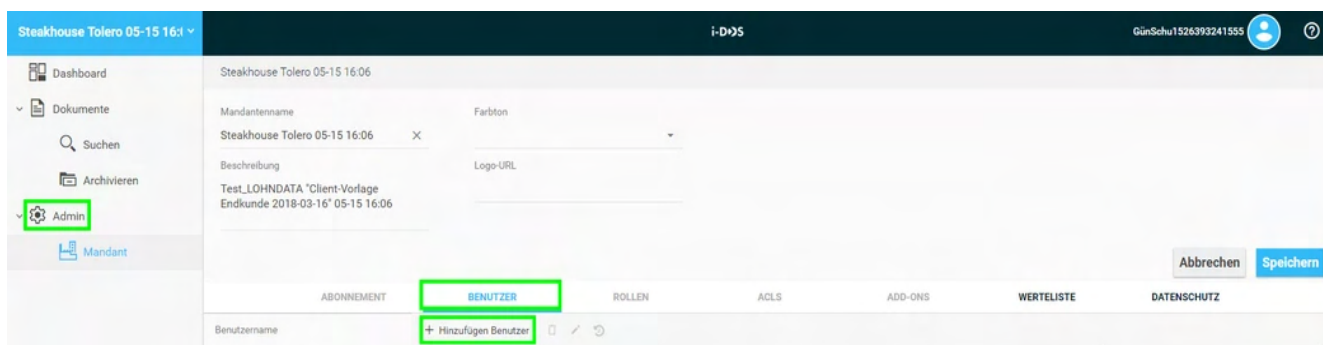 Steakhouse Tolero 05-15 16:
i-DOS
GünSchu1526393241555
Dashboard
Dokumente
Suchen
Archivieren
Admin
Mandant
Steakhouse Tolero 05-15 16:06
Mandantenname
Farbton
Steakhouse Tolero 05-15 16:06
Beschreibung
Logo-URL
Test_LOHNDATA "Client-Vorlage
Endkunde 2018-03-16" 05-15 16:06
Abbrechen
Speichern
ABONNEMENT
BENUTZER
ROLLEN
ACLS
ADD-ONS
WERTELISTE
DATENSCHUTZ
Benutzername
+ Hinzufügen Benutzer